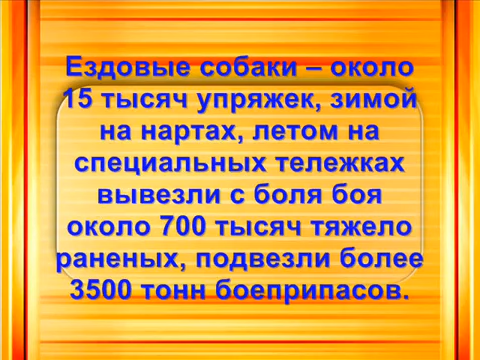 Ездовые собаки – около
15 тысяч упряжек, зимой
на нартах, летом на
специальных тележках
вывезли с боля боя
около 700 тысяч тяжело
раненых, подвезли более
3500 тонн боеприпасов.